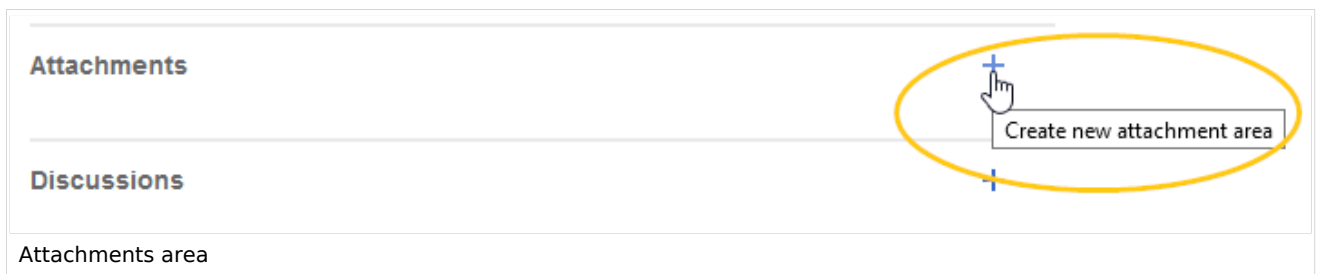 Attachments
Create new attachment area
Discussions
Attachments area